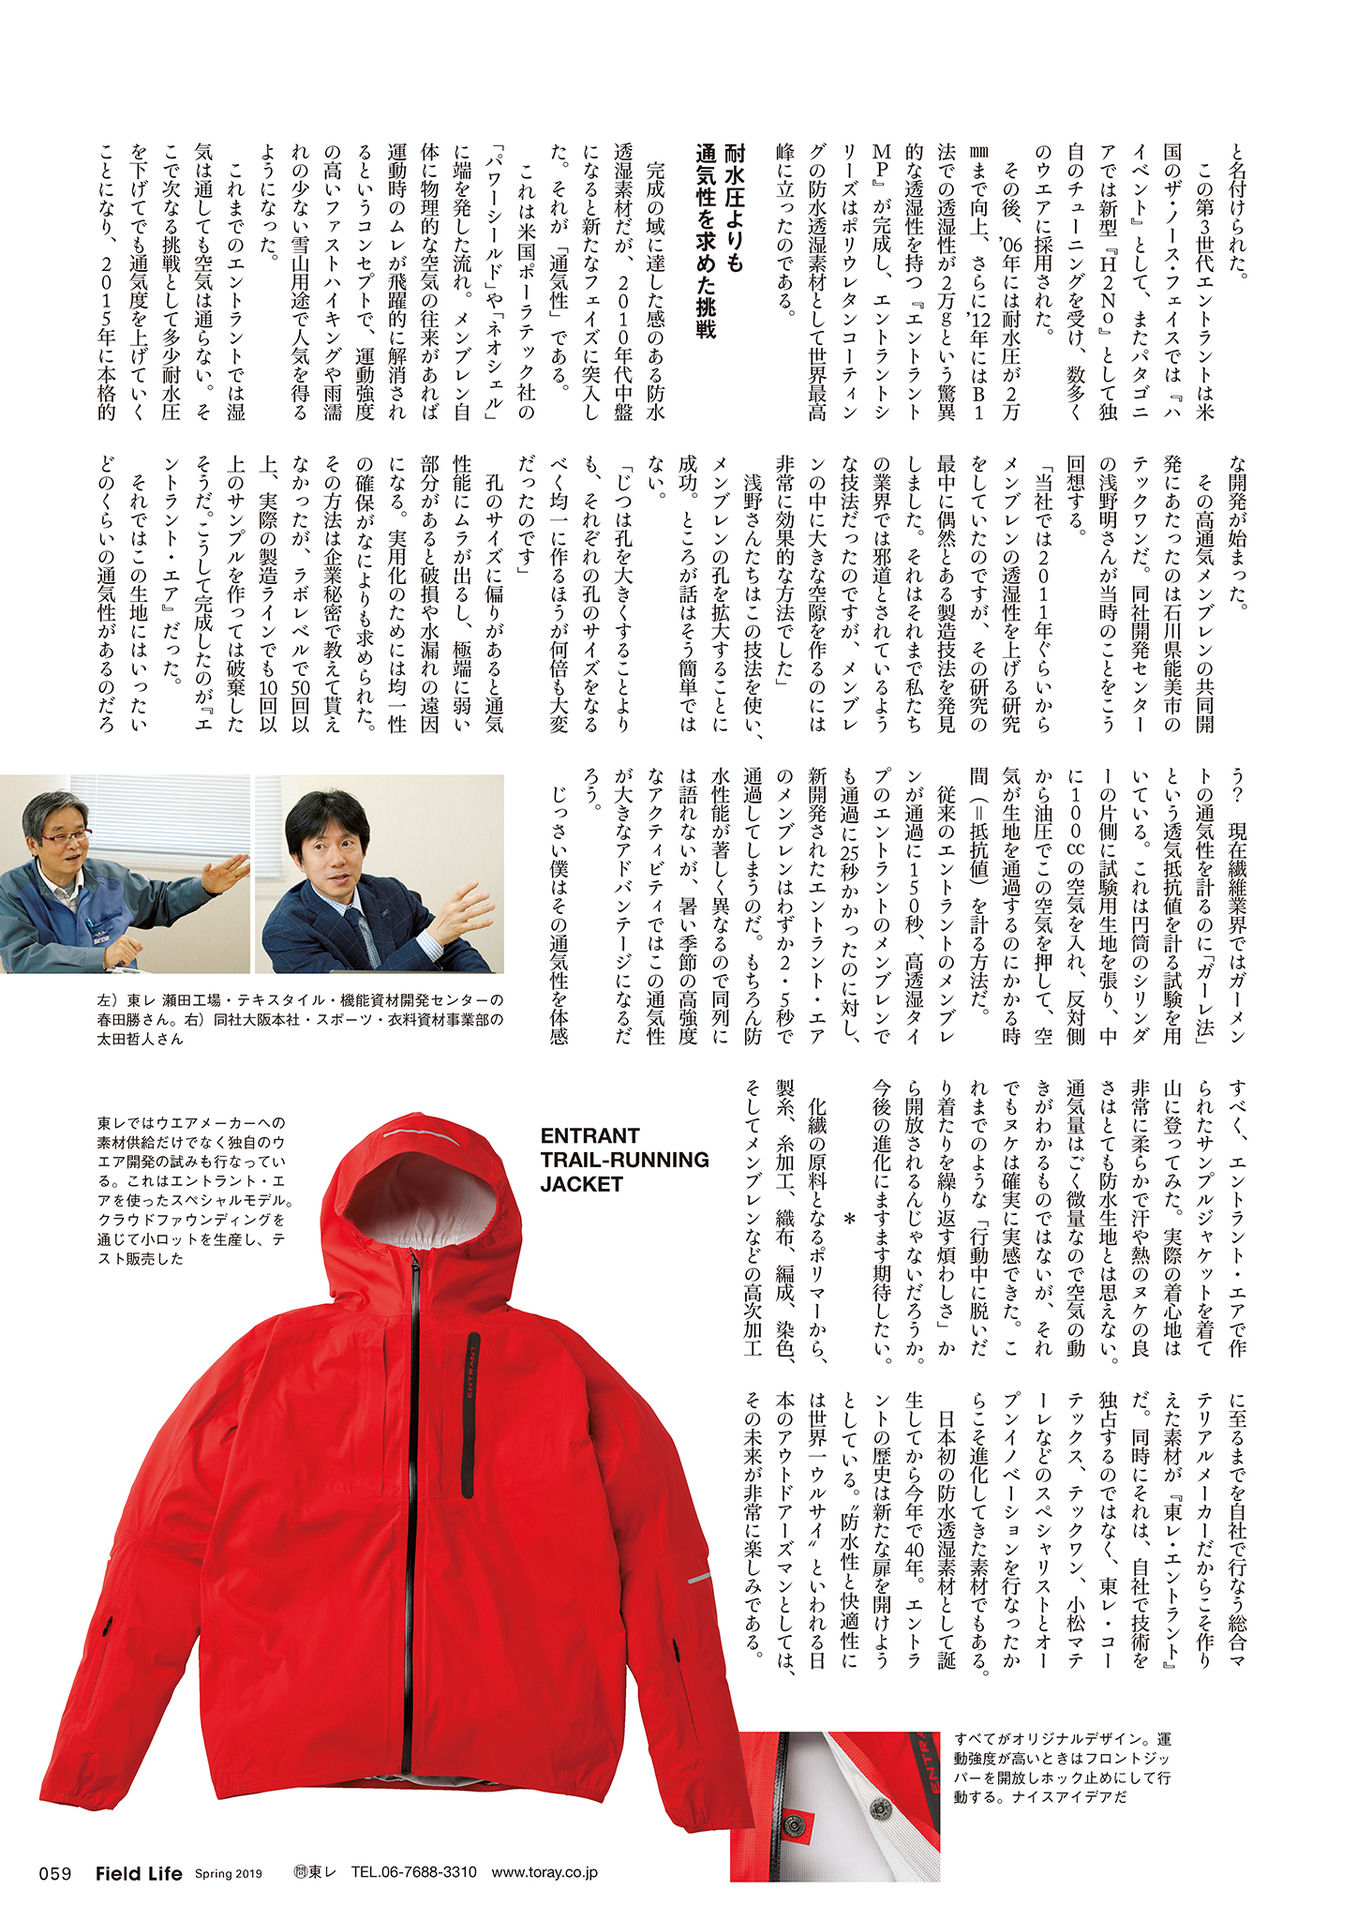 と名付けられた。
　この第3世代エントラントは米
国のザ・ノース・フェイスでは『ハ
イベント』として、またパタゴニ
アでは新型『H2No』として独
自のチューニングを受け、数多く
のウエアに採用された。
　その後、'06年には耐水圧が2万
㎜まで向上、さらに'12年にはB1
法での透湿性が2万gという驚異
的な透湿性を持つ『エントラント
MP』が完成し、エントラントシ
リーズはポリウレタンコーティン
グの防水透湿素材として世界最高
峰に立ったのである。
耐水圧よりも
通気性を求めた挑戦
　完成の域に達した感のある防水
透湿素材だが、2010年代中盤
になると新たなフェイズに突入し
た。それが「通気性」である。
　これは米国ポーラテック社の
「パワーシールド」や「ネオシェル」
に端を発した流れ。メンブレン自
体に物理的な空気の往来があれば
運動時のムレが飛躍的に解消され
るというコンセプトで、運動強度
の高いファストハイキングや雨濡
れの少ない雪山用途で人気を得る
ようになった。
　これまでのエントラントでは湿
気は通しても空気は通らない。そ
こで次なる挑戦として多少耐水圧
を下げてでも通気度を上げていく
ことになり、2015年に本格的
な開発が始まった。
　その高通気メンブレンの共同開
発にあたったのは石川県能美市の
テックワンだ。同社開発センター
の浅野明さんが当時のことをこう
回想する。
「当社では2011年ぐらいから
メンブレンの透湿性を上げる研究
をしていたのですが、その研究の
最中に偶然とある製造技法を発見
しました。それはそれまで私たち
の業界では邪道とされているよう
な技法だったのですが、メンブレ
ンの中に大きな空隙を作るのには
非常に効果的な方法でした」
　浅野さんたちはこの技法を使い、
メンブレンの孔を拡大することに
成功。ところが話はそう簡単では
ない。
「じつは孔を大きくすることより
も、それぞれの孔のサイズをなる
べく均一に作るほうが何倍も大変
だったのです」
　孔のサイズに偏りがあると通気
性能にムラが出るし、極端に弱い
部分があると破損や水漏れの遠因
になる。実用化のためには均一性
の確保がなによりも求められた。
その方法は企業秘密で教えて貰え
なかったが、ラボレベルで50回以
上、実際の製造ラインでも10回以
上のサンプルを作っては破棄した
そうだ。こうして完成したのが『エ
ントラント・エア』だった。
　それではこの生地にはいったい
どのくらいの通気性があるのだろ
う？　現在繊維業界ではガーメン
トの通気性を計るのに「ガーレ法」
という透気抵抗値を計る試験を用
いている。これは円筒のシリンダ
ーの片側に試験用生地を張り、中
に100ccの空気を入れ、反対側
から油圧でこの空気を押して、空
気が生地を通過するのにかかる時
間（＝抵抗値）を計る方法だ。
　従来のエントラントのメンブレ
ンが通過に150秒、高透湿タイ
プのエントラントのメンブレンで
も通過に25秒かかったのに対し、
新開発されたエントラント・エア
のメンブレンはわずか2・5秒で
通過してしまうのだ。もちろん防
水性能が著しく異なるので同列に
は語れないが、暑い季節の高強度
なアクティビティではこの通気性
が大きなアドバンテージになるだ
ろう。
　じっさい僕はその通気性を体感
すべく、エントラント・エアで作
られたサンプルジャケットを着て
山に登ってみた。実際の着心地は
非常に柔らかで汗や熱のヌケの良
さはとても防水生地とは思えない。
通気量はごく微量なので空気の動
きがわかるものではないが、それ
でもヌケは確実に実感できた。こ
れまでのような「行動中に脱いだ
り着たりを繰り返す煩わしさ」か
ら開放されるんじゃないだろうか。
今後の進化にますます期待したい。
＊
　化繊の原料となるポリマーから、
製糸、糸加工、織布、編成、染色、
そしてメンブレンなどの高次加工
に至るまでを自社で行なう総合マ
テリアルメーカーだからこそ作り
えた素材が『東レ・エントラント』
だ。同時にそれは、自社で技術を
独占するのではなく、東レ・コー
テックス、テックワン、小松マテ
ーレなどのスペシャリストとオー
プンイノベーションを行なったか
らこそ進化してきた素材でもある。
　日本初の防水透湿素材として誕
生してから今年で40年。エントラ
ントの歴史は新たな扉を開けよう
としている。〝防水性と快適性に
は世界一ウルサイ〟といわれる日
本のアウトドアーズマンとしては、
その未来が非常に楽しみである。
左）東レ 瀬田工場・テキスタイル・機能資材開発センターの
春田勝さん。右）同社大阪本社・スポーツ・衣料資材事業部の
太田哲人さん
東レではウエアメーカーへの
素材供給だけでなく独自のウ
エア開発の試みも行なってい
る。これはエントラント・エ
アを使ったスペシャルモデル。
クラウドファウンディングを
通じて小ロットを生産し、テ
スト販売した
ENTRANT
TRAIL-RUNNING
JACKET
ENTRANT
すべてがオリジナルデザイン。運
動強度が高いときはフロントジッ
パーを開放しホック止めにして行
動する。ナイスアイデアだ
ENTRA
059 Field Life Spring 2019 ㉄東レ TEL.06-7688-3310 www.toray.co.jp